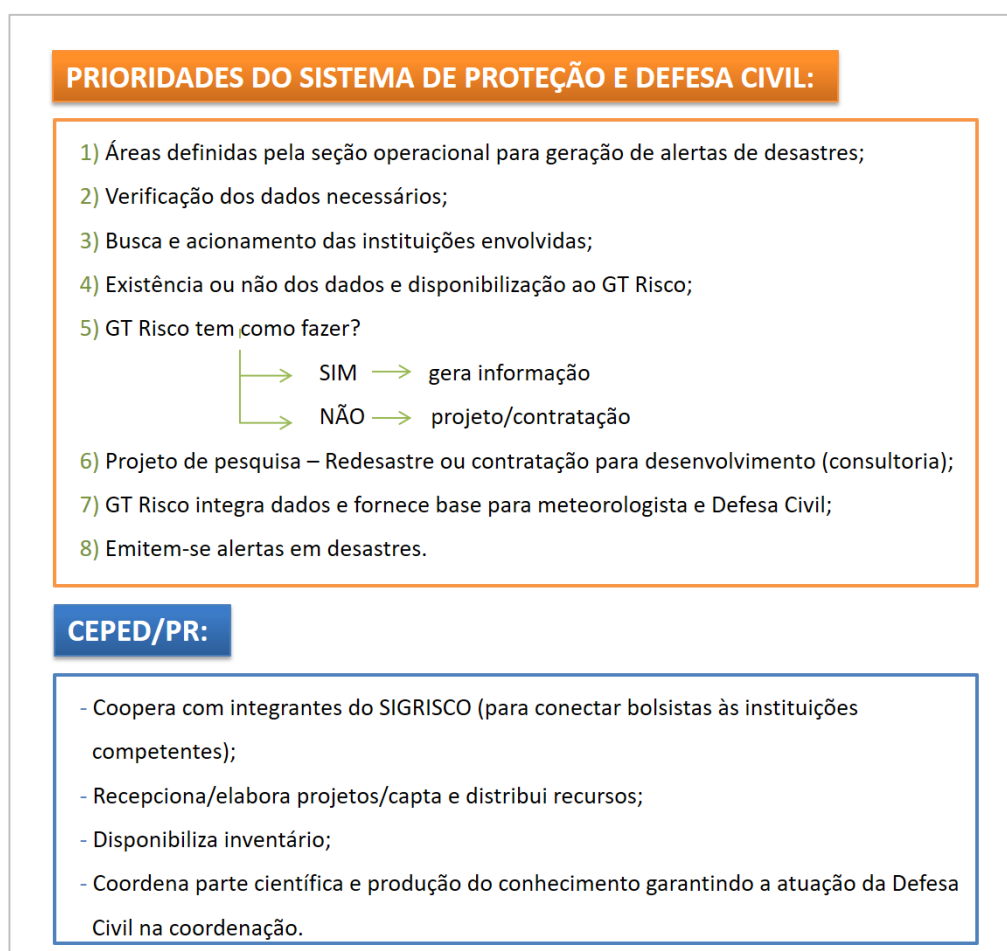 PRIORIDADES DO SISTEMA DE PROTEÇÃO E DEFESA CIVIL:
1) Áreas definidas pela seção operacional para geração de alertas de desastres;
2) Verificação dos dados necessários;
3) Busca e acionamento das instituições envolvidas;
4) Existência ou não dos dados e disponibilização ao GT Risco;
5) GT Risco tem como fazer?
SIM → gera informação
NÃO → projeto/contratação
6) Projeto de pesquisa – Redesastre ou contratação para desenvolvimento (consultoria);
7) GT Risco integra dados e fornece base para meteorologista e Defesa Civil;
8) Emitem-se alertas em desastres.
CEPED/PR:
- Coopera com integrantes do SIGRISCO (para conectar bolsistas às instituições
competentes);
- Recepciona/elabora projetos/capta e distribui recursos;
- Disponibiliza inventário;
- Coordena parte científica e produção do conhecimento garantindo a atuação da Defesa
Civil na coordenação.